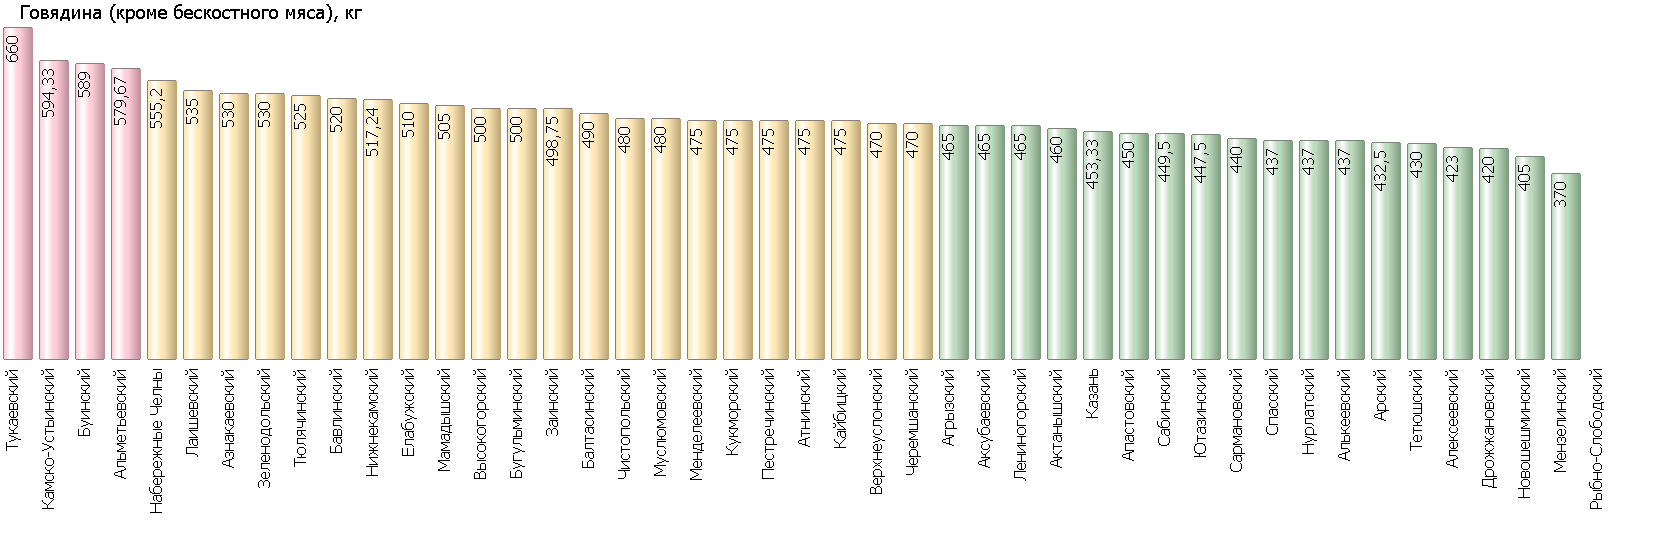 Говядина (кроме бескостного мяса), кг
660
594,33
589
579,67
555,2
535
530
530
525
520
517,24
510
505
500
500
498,75
490
480
480
475
475
475
475
475
470
470
465
465
465
460
453,33
450
449,5
447,5
440
437
437
437
432,5
430
423
420
405
370
Тукаевский
Камско-Устьинский
Буинский
Альметьевский
Набережные Челны
Лаишевский
Азнакаевский
Зеленодольский
Тюлячинский
Бавлинский
Нижнекамский
Елабужский
Мамадышский
Высокогорский
Бугульминский
Заинский
Балтасинский
Чистопольский
Муслюмовский
Менделеевский
Кукморский
Пестречинский
Атнинский
Кайбицкий
Верхнеуслонский
Черемшанский
Агрызский
Аксубаевский
Лениногорский
Актанышский
Казань
Апастовский
Сабинский
Ютазинский
Сармановский
Спасский
Нурлатский
Алькеевский
Арский
Тетюшский
Алексеевский
Дрожжановский
Новошешминский
Мензелинский
Рыбно-Слободский